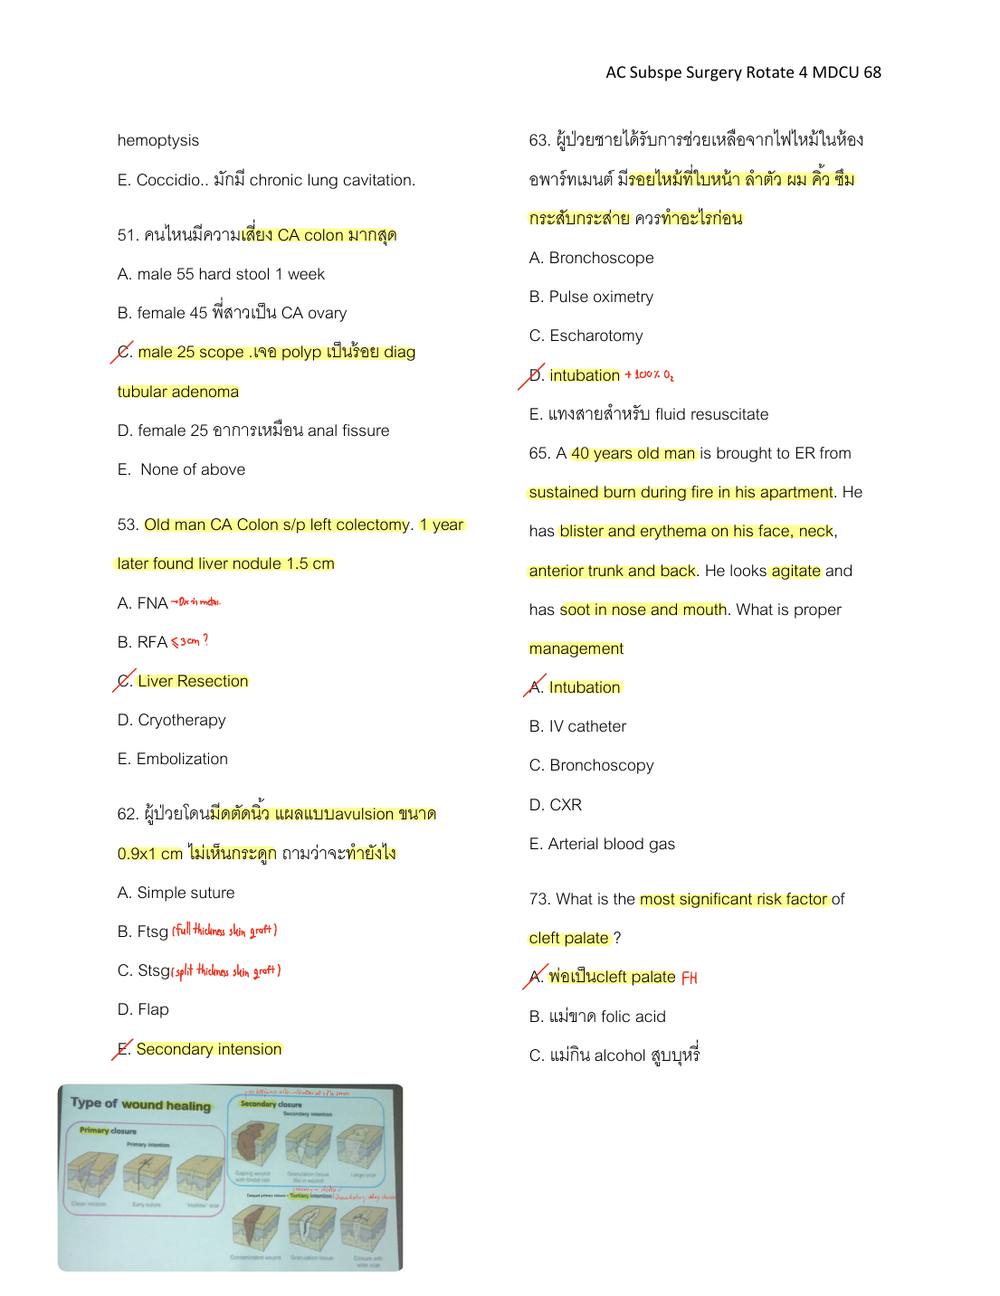 AC Subspe Surgery Rotate 4 MDCU 68
hemoptysis
E. Coccidio.. มักมี chronic lung cavitation.
51. คนไหนมีความเสี่ยง CA colon มากสุด
A. male 55 hard stool 1 week
B. female 45 พี่สาวเป็น CA ovary
C. male 25 scope .เจอ polyp เป็นร้อย diag
tubular adenoma
D. female 25 อาการเหมือน anal fissure
E. None of above
53. Old man CA Colon s/p left colectomy. 1 year
later found liver nodule 1.5 cm
A. FNA
B. RFA ≤3cm?
C. Liver Resection
D. Cryotherapy
E. Embolization
62. ผู้ป่วยโดนมีดตัดนิ้ว แผลแบบavulsion ขนาด
0.9x1 cm ไม่เห็นกระดูก ถามว่าจะทำยังไง
A. Simple suture
B. Ftsg (full thickness skin graft)
C. Stsg (split thickness skin graft)
D. Flap
E. Secondary intension
Type of wound healing
Primary closure
Primary intention
Clean incision
Early suture
"Hairline" scar
Secondary closure
Secondary intention
Gaping wound
Granulation tissue
Large scar
Tertiary intention
Contaminated wound
Granulation tissue
Closure with
wide scar
63. ผู้ป่วยชายได้รับการช่วยเหลือจากไฟไหม้ในห้อง
อพาร์ทเมนต์ มีรอยไหม้ที่ใบหน้า ลำตัว ผม คิ้ว ซึม
กระสับกระส่าย ควรทำอะไรก่อน
A. Bronchoscope
B. Pulse oximetry
C. Escharotomy
D. intubation + 100% O₂
E. แทงสายสำหรับ fluid resuscitate
65. A 40 years old man is brought to ER from
sustained burn during fire in his apartment. He
has blister and erythema on his face, neck,
anterior trunk and back. He looks agitate and
has soot in nose and mouth. What is proper
management
A. Intubation
B. IV catheter
C. Bronchoscopy
D. CXR
E. Arterial blood gas
73. What is the most significant risk factor of
cleft palate ?
A. พ่อเป็นcleft palate FH
B. แม่ขาด folic acid
C. แม่กิน alcohol สูบบุหรี่